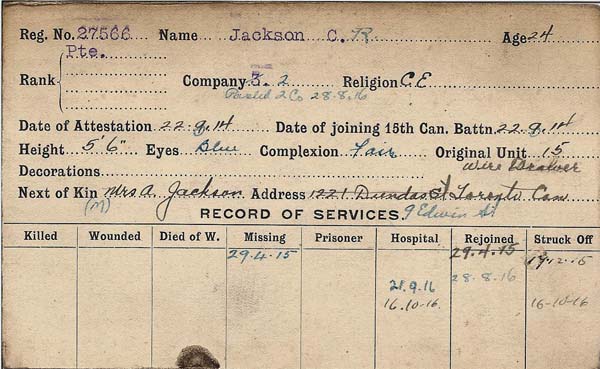 Reg. No. 27566 Name Jackson C. R Age 24
Pte.
Rank Company 3. 2 Religion C.E
Posted 2 Co 28.8.16
Date of Attestation 22.9.14 Date of joining 15th Can. Battn. 22.9.14
Height 5'6" Eyes Blue Complexion Fair Original Unit 15
Decorations Wire Drawer
Next of Kin Mrs A. Jackson Address 1221 Dundas St Toronto Can
(M) RECORD OF SERVICES. 9 Edwin St
Killed Wounded Died of W. Missing Prisoner Hospital Rejoined Struck Off
29.4.15 29.4.15 19.12.15
21.9.16 28.8.16
16.10.16. 16-10-16